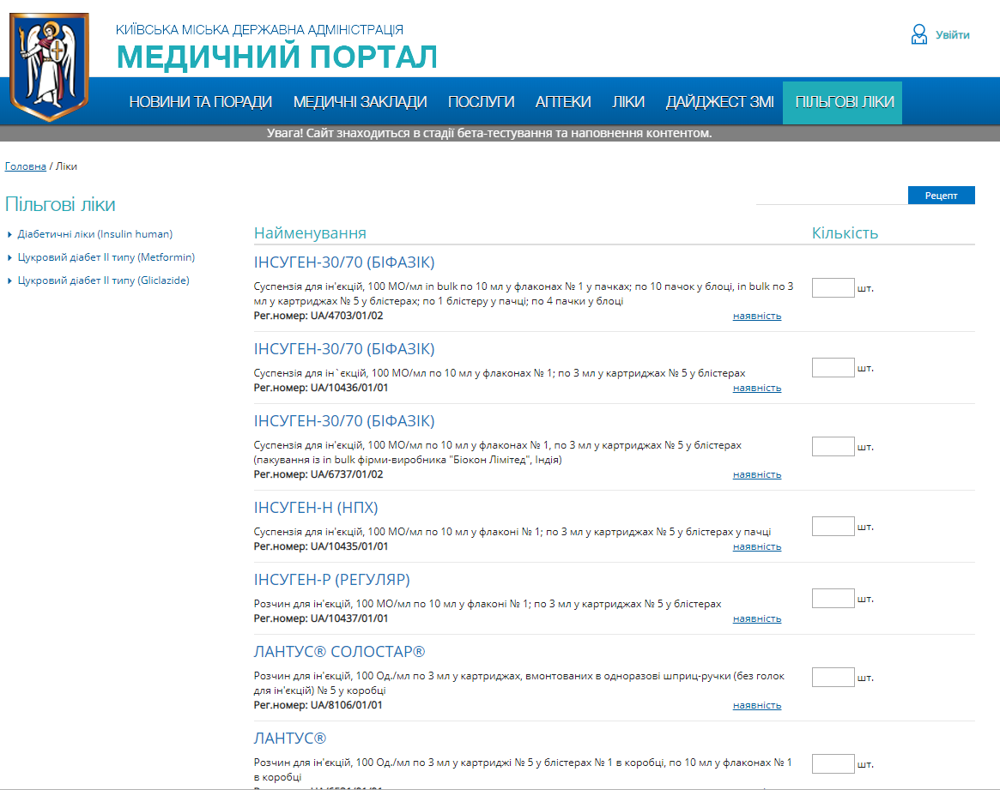 КИЇВСЬКА МІСЬКА ДЕРЖАВНА АДМІНІСТРАЦІЯ
МЕДИЧНИЙ ПОРТАЛ
Увійти
НОВИНИ ТА ПОРАДИ МЕДИЧНІ ЗАКЛАДИ ПОСЛУГИ АПТЕКИ ЛІКИ ДАЙДЖЕСТ ЗМІ ПІЛЬГОВІ ЛІКИ
Увага! Сайт знаходиться в стадії бета-тестування та наповнення контентом.
Головна / Ліки
Пільгові ліки
Діабетичні ліки (Insulin human)
Цукровий діабет II типу (Metformin)
Цукровий діабет II типу (Gliclazide)
Рецепт
Найменування Кількість
ІНСУГЕН-30/70 (БІФАЗІК)
Суспензія для ін'єкцій, 100 МО/мл in bulk по 10 мл у флаконах № 1 у пачках; по 10 пачок у блоці, in bulk по 3
мл у картриджах № 5 у блістерах; по 1 блістеру у пачці; по 4 пачки у блоці
шт.
Рег.номер: UA/4703/01/02 наявність
ІНСУГЕН-30/70 (БІФАЗІК)
Суспензія для ін`єкцій, 100 МО/мл по 10 мл у флаконах № 1; по 3 мл у картриджах № 5 у блістерах
шт.
Рег.номер: UA/10436/01/01 наявність
ІНСУГЕН-30/70 (БІФАЗІК)
Суспензія для ін'єкцій, 100 МО/мл по 10 мл у флаконах № 1, по 3 мл у картриджах № 5 у блістерах
шт.
(пакування із in bulk фірми-виробника "Біокон Лімітед", Індія)
Рег.номер: UA/6737/01/02 наявність
ІНСУГЕН-Н (НПХ)
Суспензія для ін'єкцій, 100 МО/мл по 10 мл у флаконі № 1; по 3 мл у картриджах № 5 у блістерах у пачці
шт.
Рег.номер: UA/10435/01/01 наявність
ІНСУГЕН-Р (РЕГУЛЯР)
Розчин для ін'єкцій, 100 МО/мл по 10 мл у флаконі № 1; по 3 мл у картриджах № 5 у блістерах
шт.
Рег.номер: UA/10437/01/01 наявність
ЛАНТУС® СОЛОСТАР®
Розчин для ін'єкцій, 100 Од./мл по 3 мл у картриджах, вмонтованих в одноразові шприц-ручки (без голок
для ін'єкцій) № 5 у коробці
шт.
Рег.номер: UA/8106/01/01 наявність
ЛАНТУС®
Розчин для ін'єкцій, 100 Од./мл по 3 мл у картриджі № 5 у блістерах № 1 в коробці, по 10 мл у флаконах № 1
в коробці
шт.